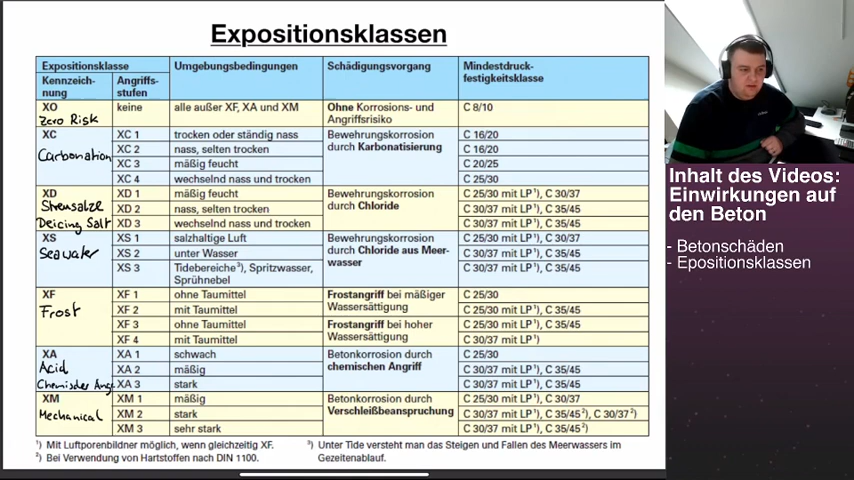 Expositionsklassen
Expositionsklasse Umgebungsbedingungen Schädigungsvorgang Mindestdruck-
festigkeitsklasse
Kennzeich- Angriffs-
nung stufen
XO keine alle außer XF, XA und XM Ohne Korrosions- und C 8/10
Zero Risk Angriffsrisiko
XC XC 1 trocken oder ständig nass Bewehrungskorrosion C 16/20
Carbonation XC 2 nass, selten trocken durch Karbonatisierung C 16/20
XC 3 mäßig feucht C 20/25
XC 4 wechselnd nass und trocken C 25/30
XD XD 1 mäßig feucht Bewehrungskorrosion C 25/30 mit LP¹), C 30/37
Streusalze XD 2 nass, selten trocken durch Chloride C 30/37 mit LP¹), C 35/45
Deicing Salt XD 3 wechselnd nass und trocken C 30/37 mit LP¹), C 35/45
XS XS 1 salzhaltige Luft Bewehrungskorrosion C 25/30 mit LP¹), C 30/37
Seawater XS 2 unter Wasser durch Chloride aus Meer- C 30/37 mit LP¹), C 35/45
XS 3 Tidebereiche³), Spritzwasser, wasser C 30/37 mit LP¹), C 35/45
Sprühnebel
XF XF 1 ohne Taumittel Frostangriff bei mäßiger C 25/30
Frost XF 2 mit Taumittel Wassersättigung C 25/30 mit LP¹), C 35/45
XF 3 ohne Taumittel Frostangriff bei hoher C 25/30 mit LP¹), C 35/45
XF 4 mit Taumittel Wassersättigung C 30/37 mit LP¹)
XA XA 1 schwach Betonkorrosion durch C 25/30
Acid XA 2 mäßig chemischen Angriff C 30/37 mit LP¹), C 35/45
Chemischer Ang. XA 3 stark C 30/37 mit LP¹), C 35/45
XM XM 1 mäßig Betonkorrosion durch C 25/30 mit LP¹), C 30/37
Mechanical XM 2 stark Verschleißbeanspruchung C 30/37 mit LP¹), C 35/45²), C 30/37²)
XM 3 sehr stark C 30/37 mit LP¹), C 35/45²)
¹) Mit Luftporenbildner möglich, wenn gleichzeitig XF.
²) Bei Verwendung von Hartstoffen nach DIN 1100.
³) Unter Tide versteht man das Steigen und Fallen des Meerwassers im
Gezeitenablauf.
Inhalt des Videos:
Einwirkungen auf
den Beton
- Betonschäden
- Epositionsklassen